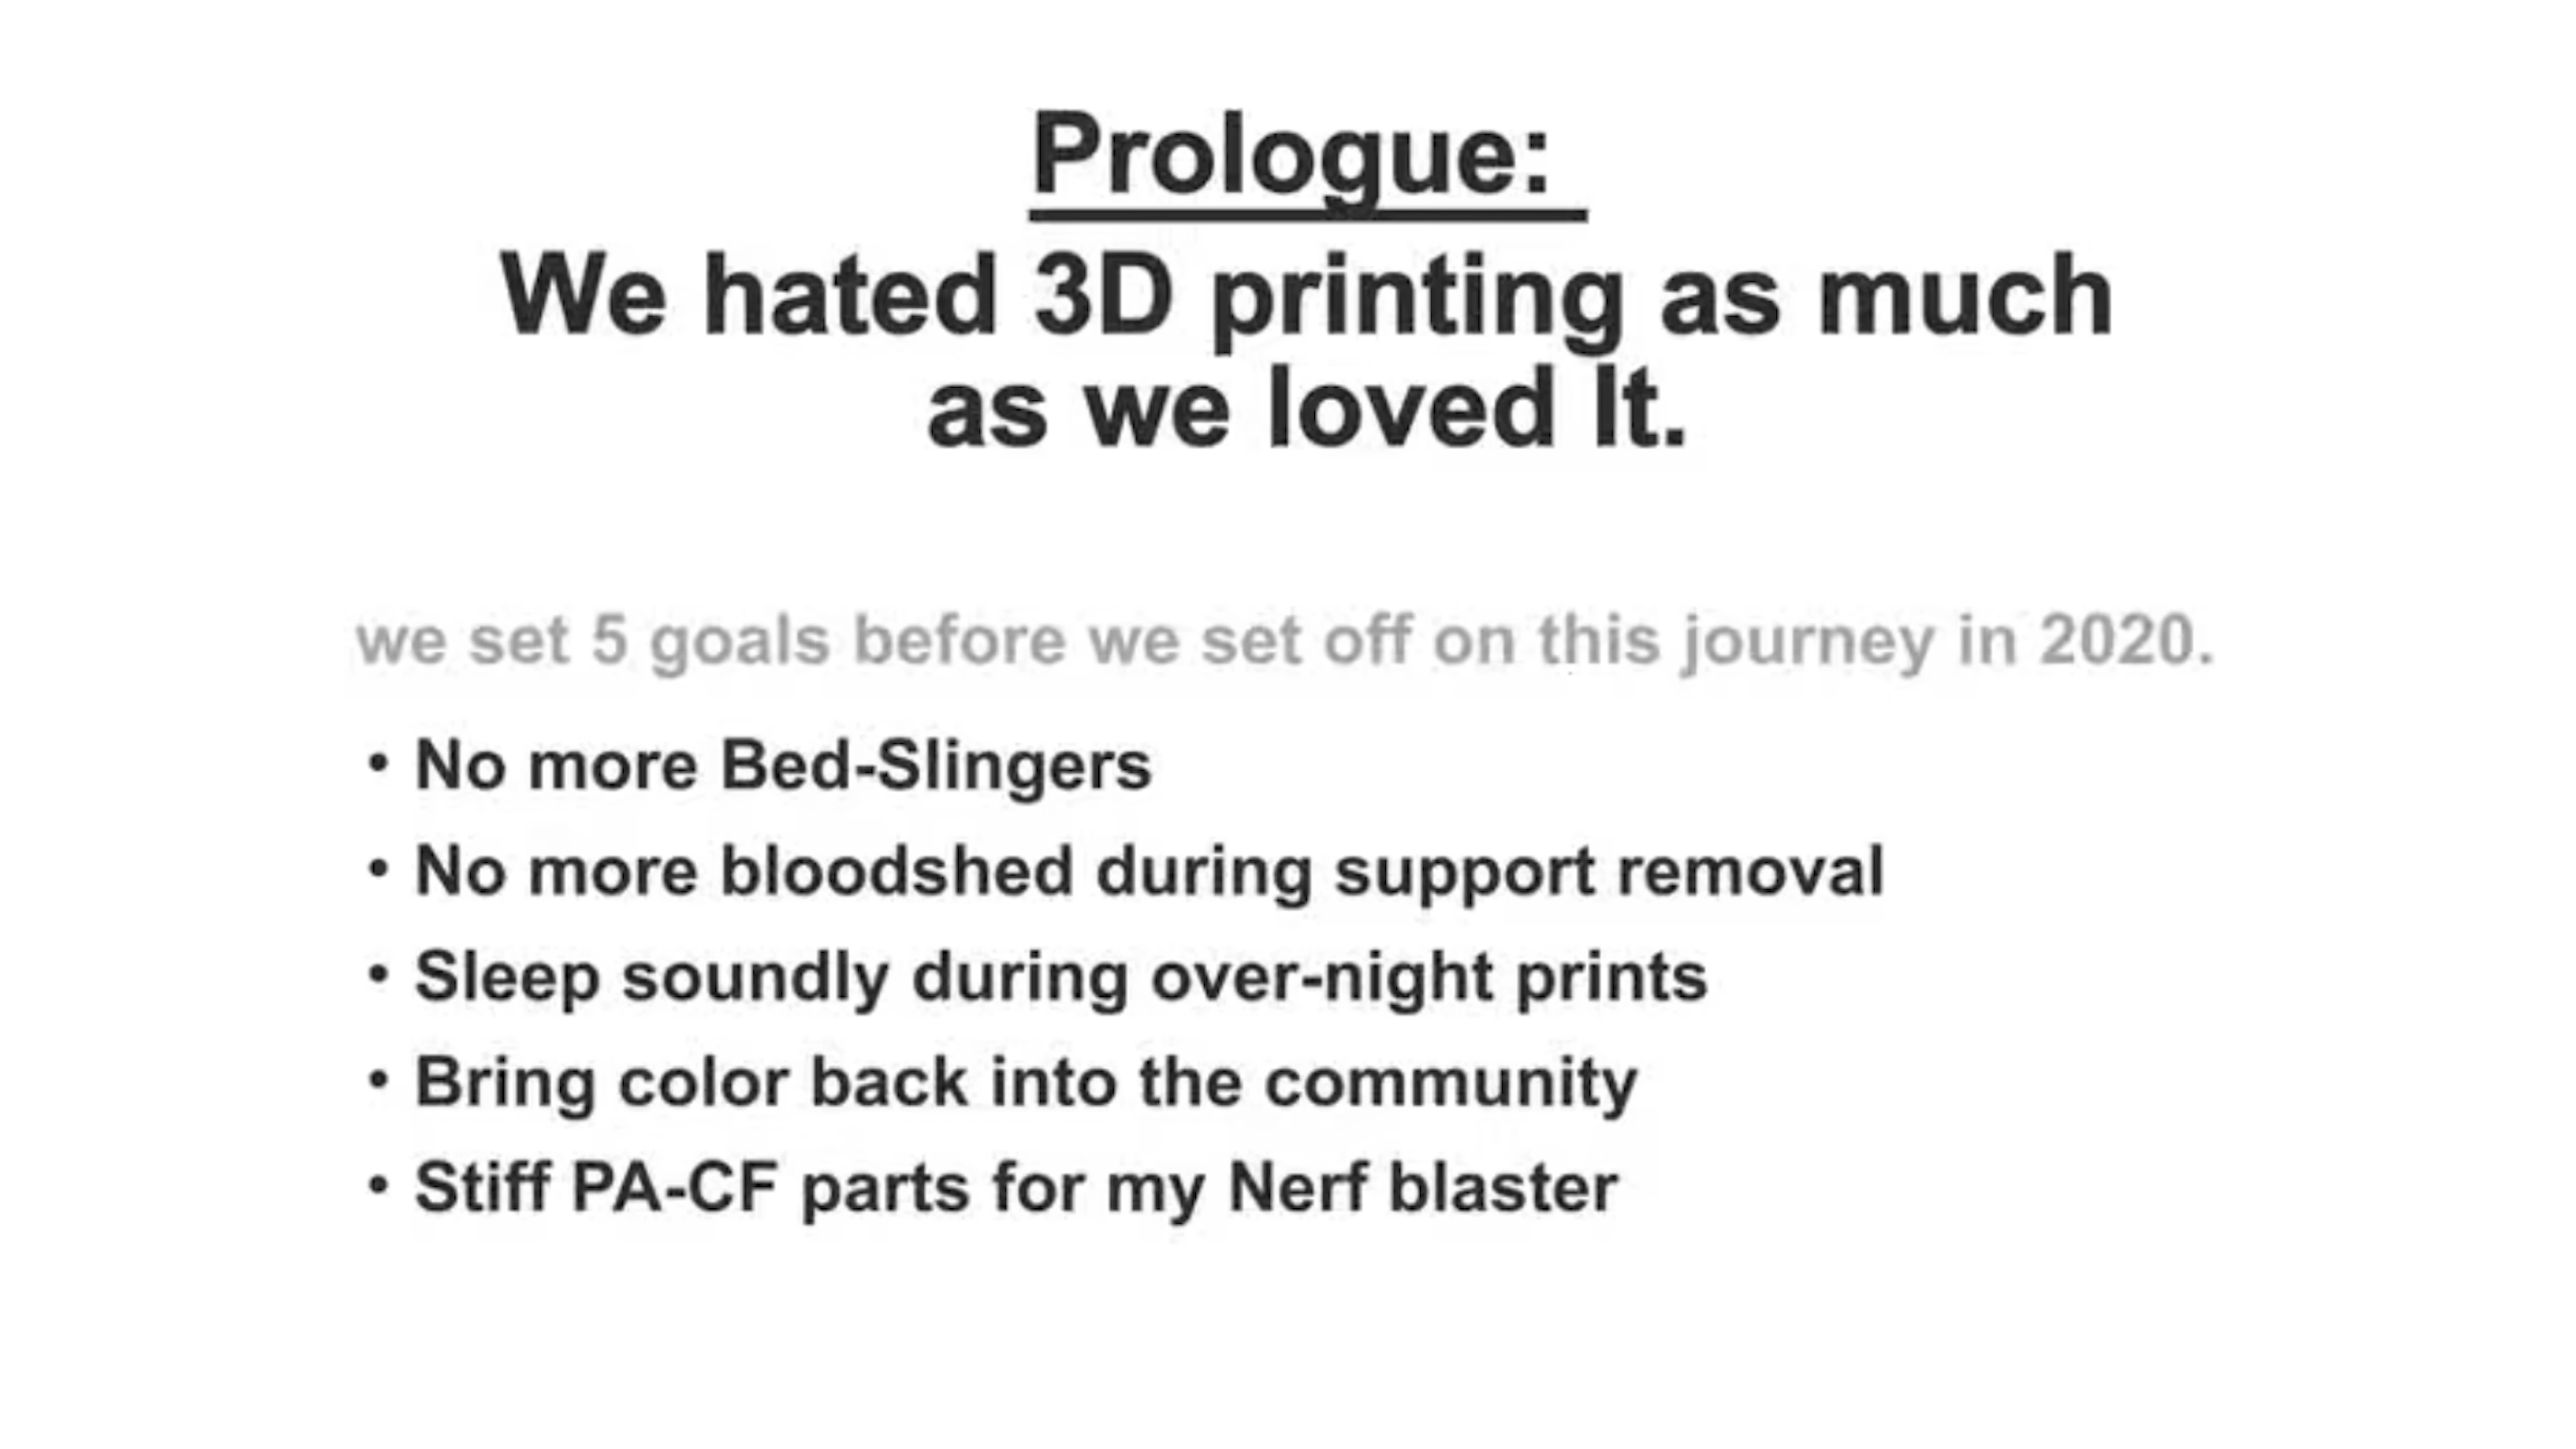 Prologue:
We hated 3D printing as much
as we loved It.
we set 5 goals before we set off on this journey in 2020.
• No more Bed-Slingers
• No more bloodshed during support removal
• Sleep soundly during over-night prints
• Bring color back into the community
• Stiff PA-CF parts for my Nerf blaster